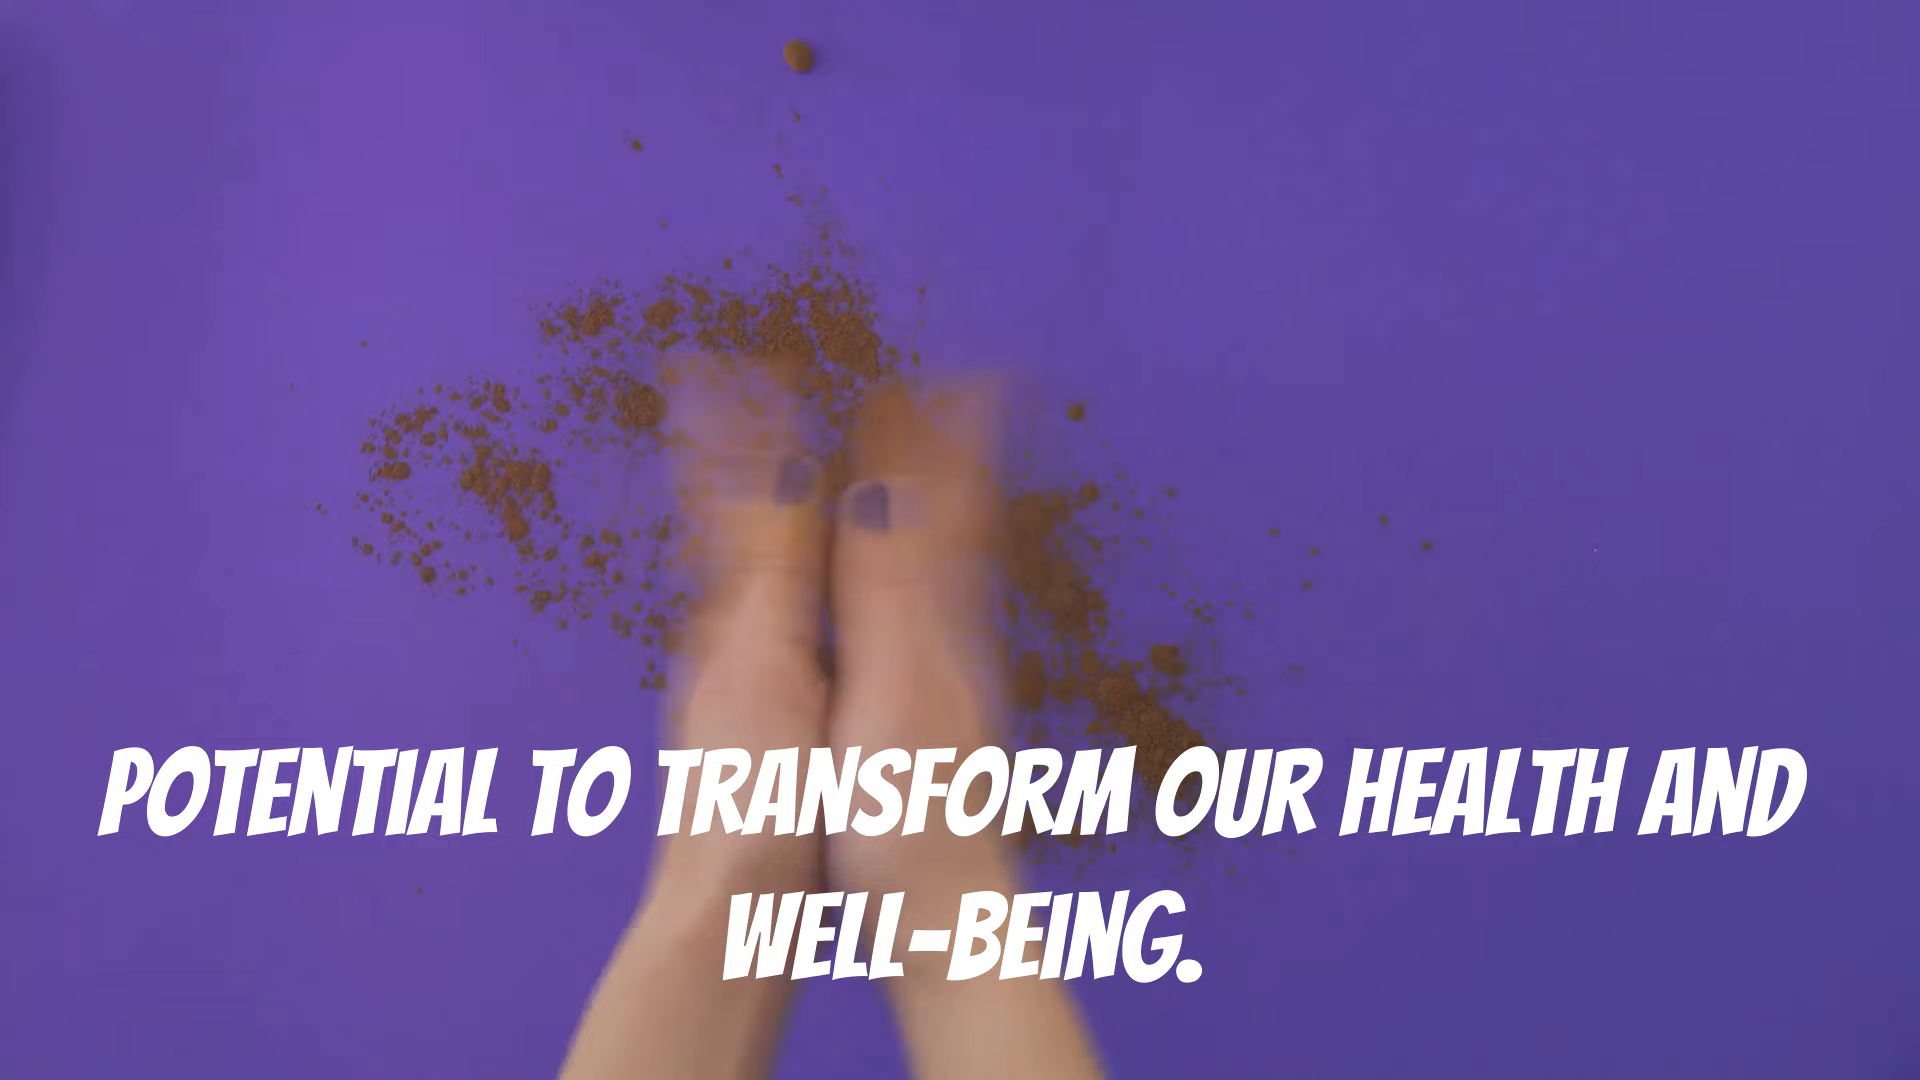 POTENTIAL TO TRANSFORM OUR HEALTH AND
WELL-BEING.